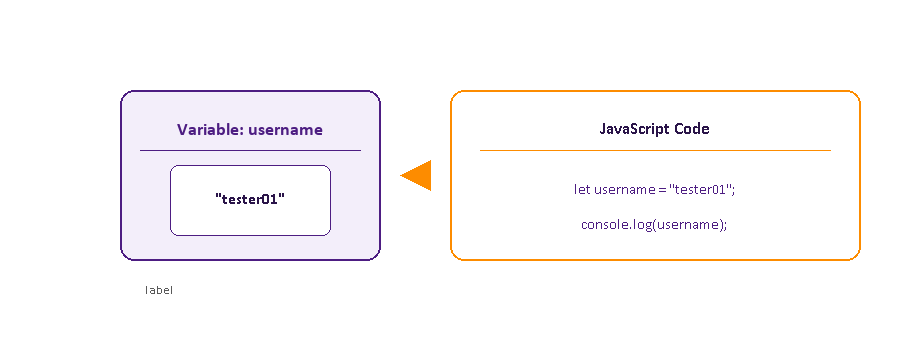 Variable: username
"tester01"
label
JavaScript Code
let username = "tester01";
console.log(username);